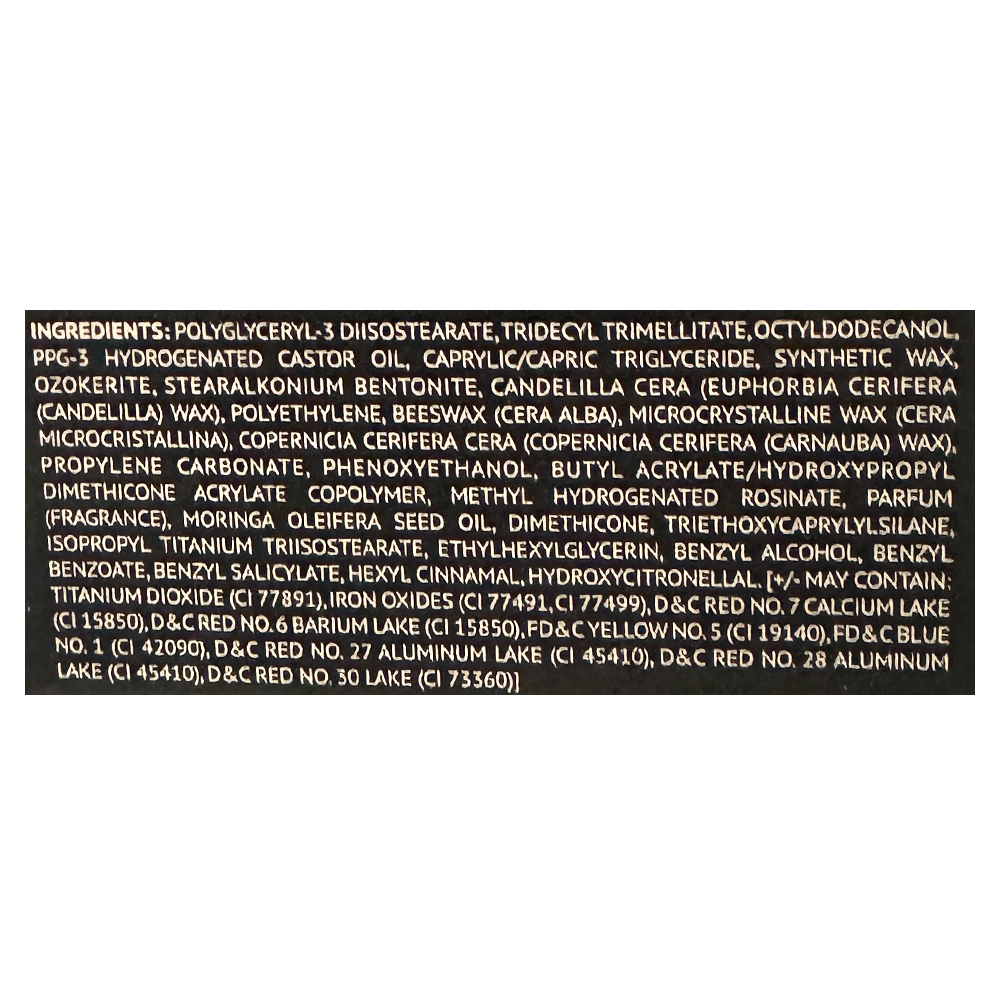 INGREDIENTS: POLYGLYCERYL-3 DIISOSTEARATE, TRIDECYL TRIMELLITATE, OCTYLDODECANOL,
PPG-3 HYDROGENATED CASTOR OIL, CAPRYLIC/CAPRIC TRIGLYCERIDE, SYNTHETIC WAX,
OZOKERITE, STEARALKONIUM BENTONITE, CANDELILLA CERA (EUPHORBIA CERIFERA
(CANDELILLA) WAX), POLYETHYLENE, BEESWAX (CERA ALBA), MICROCRYSTALLINE WAX (CERA
MICROCRISTALLINA), COPERNICIA CERIFERA CERA (COPERNICIA CERIFERA (CARNAUBA) WAX),
PROPYLENE CARBONATE, PHENOXYETHANOL, BUTYL ACRYLATE/HYDROXYPROPYL
DIMETHICONE ACRYLATE COPOLYMER, METHYL HYDROGENATED ROSINATE, PARFUM
(FRAGRANCE), MORINGA OLEIFERA SEED OIL, DIMETHICONE, TRIETHOXYCAPRYLYLSILANE,
ISOPROPYL TITANIUM TRIISOSTEARATE, ETHYLHEXYLGLYCERIN, BENZYL ALCOHOL, BENZYL
BENZOATE, BENZYL SALICYLATE, HEXYL CINNAMAL, HYDROXYCITRONELLAL. [+/- MAY CONTAIN:
TITANIUM DIOXIDE (CI 77891), IRON OXIDES (CI 77491, CI 77499), D&C RED NO. 7 CALCIUM LAKE
(CI 15850), D&C RED NO. 6 BARIUM LAKE (CI 15850), FD&C YELLOW NO. 5 (CI 19140), FD&C BLUE
NO. 1 (CI 42090), D&C RED NO. 27 ALUMINUM LAKE (CI 45410), D&C RED NO. 28 ALUMINUM
LAKE (CI 45410), D&C RED NO. 30 LAKE (CI 73360)]